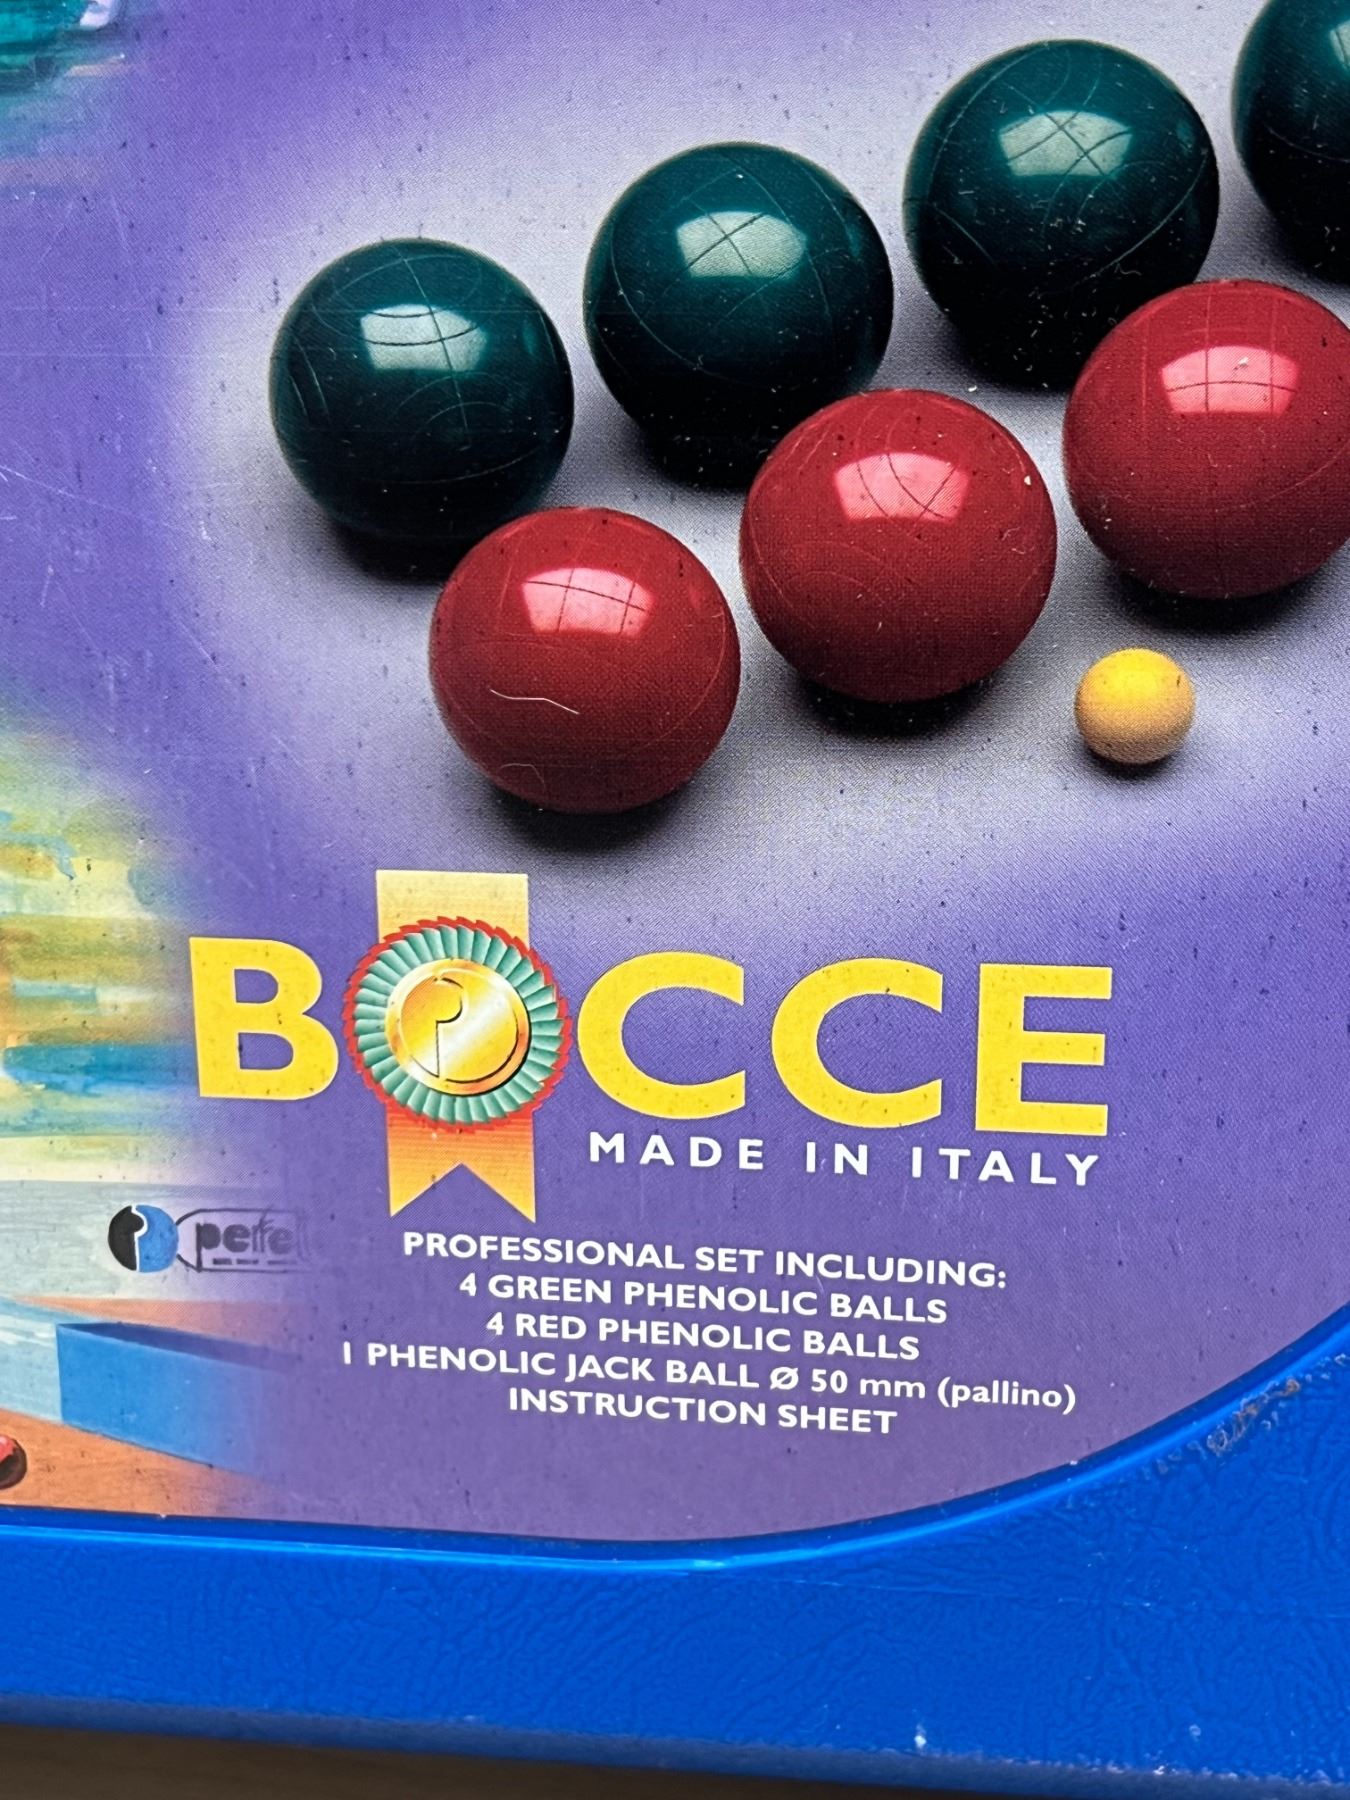 BOCCE
MADE IN ITALY
PROFESSIONAL SET INCLUDING:
4 GREEN PHENOLIC BALLS
4 RED PHENOLIC BALLS
1 PHENOLIC JACK BALL Ø 50 mm (pallino)
INSTRUCTION SHEET